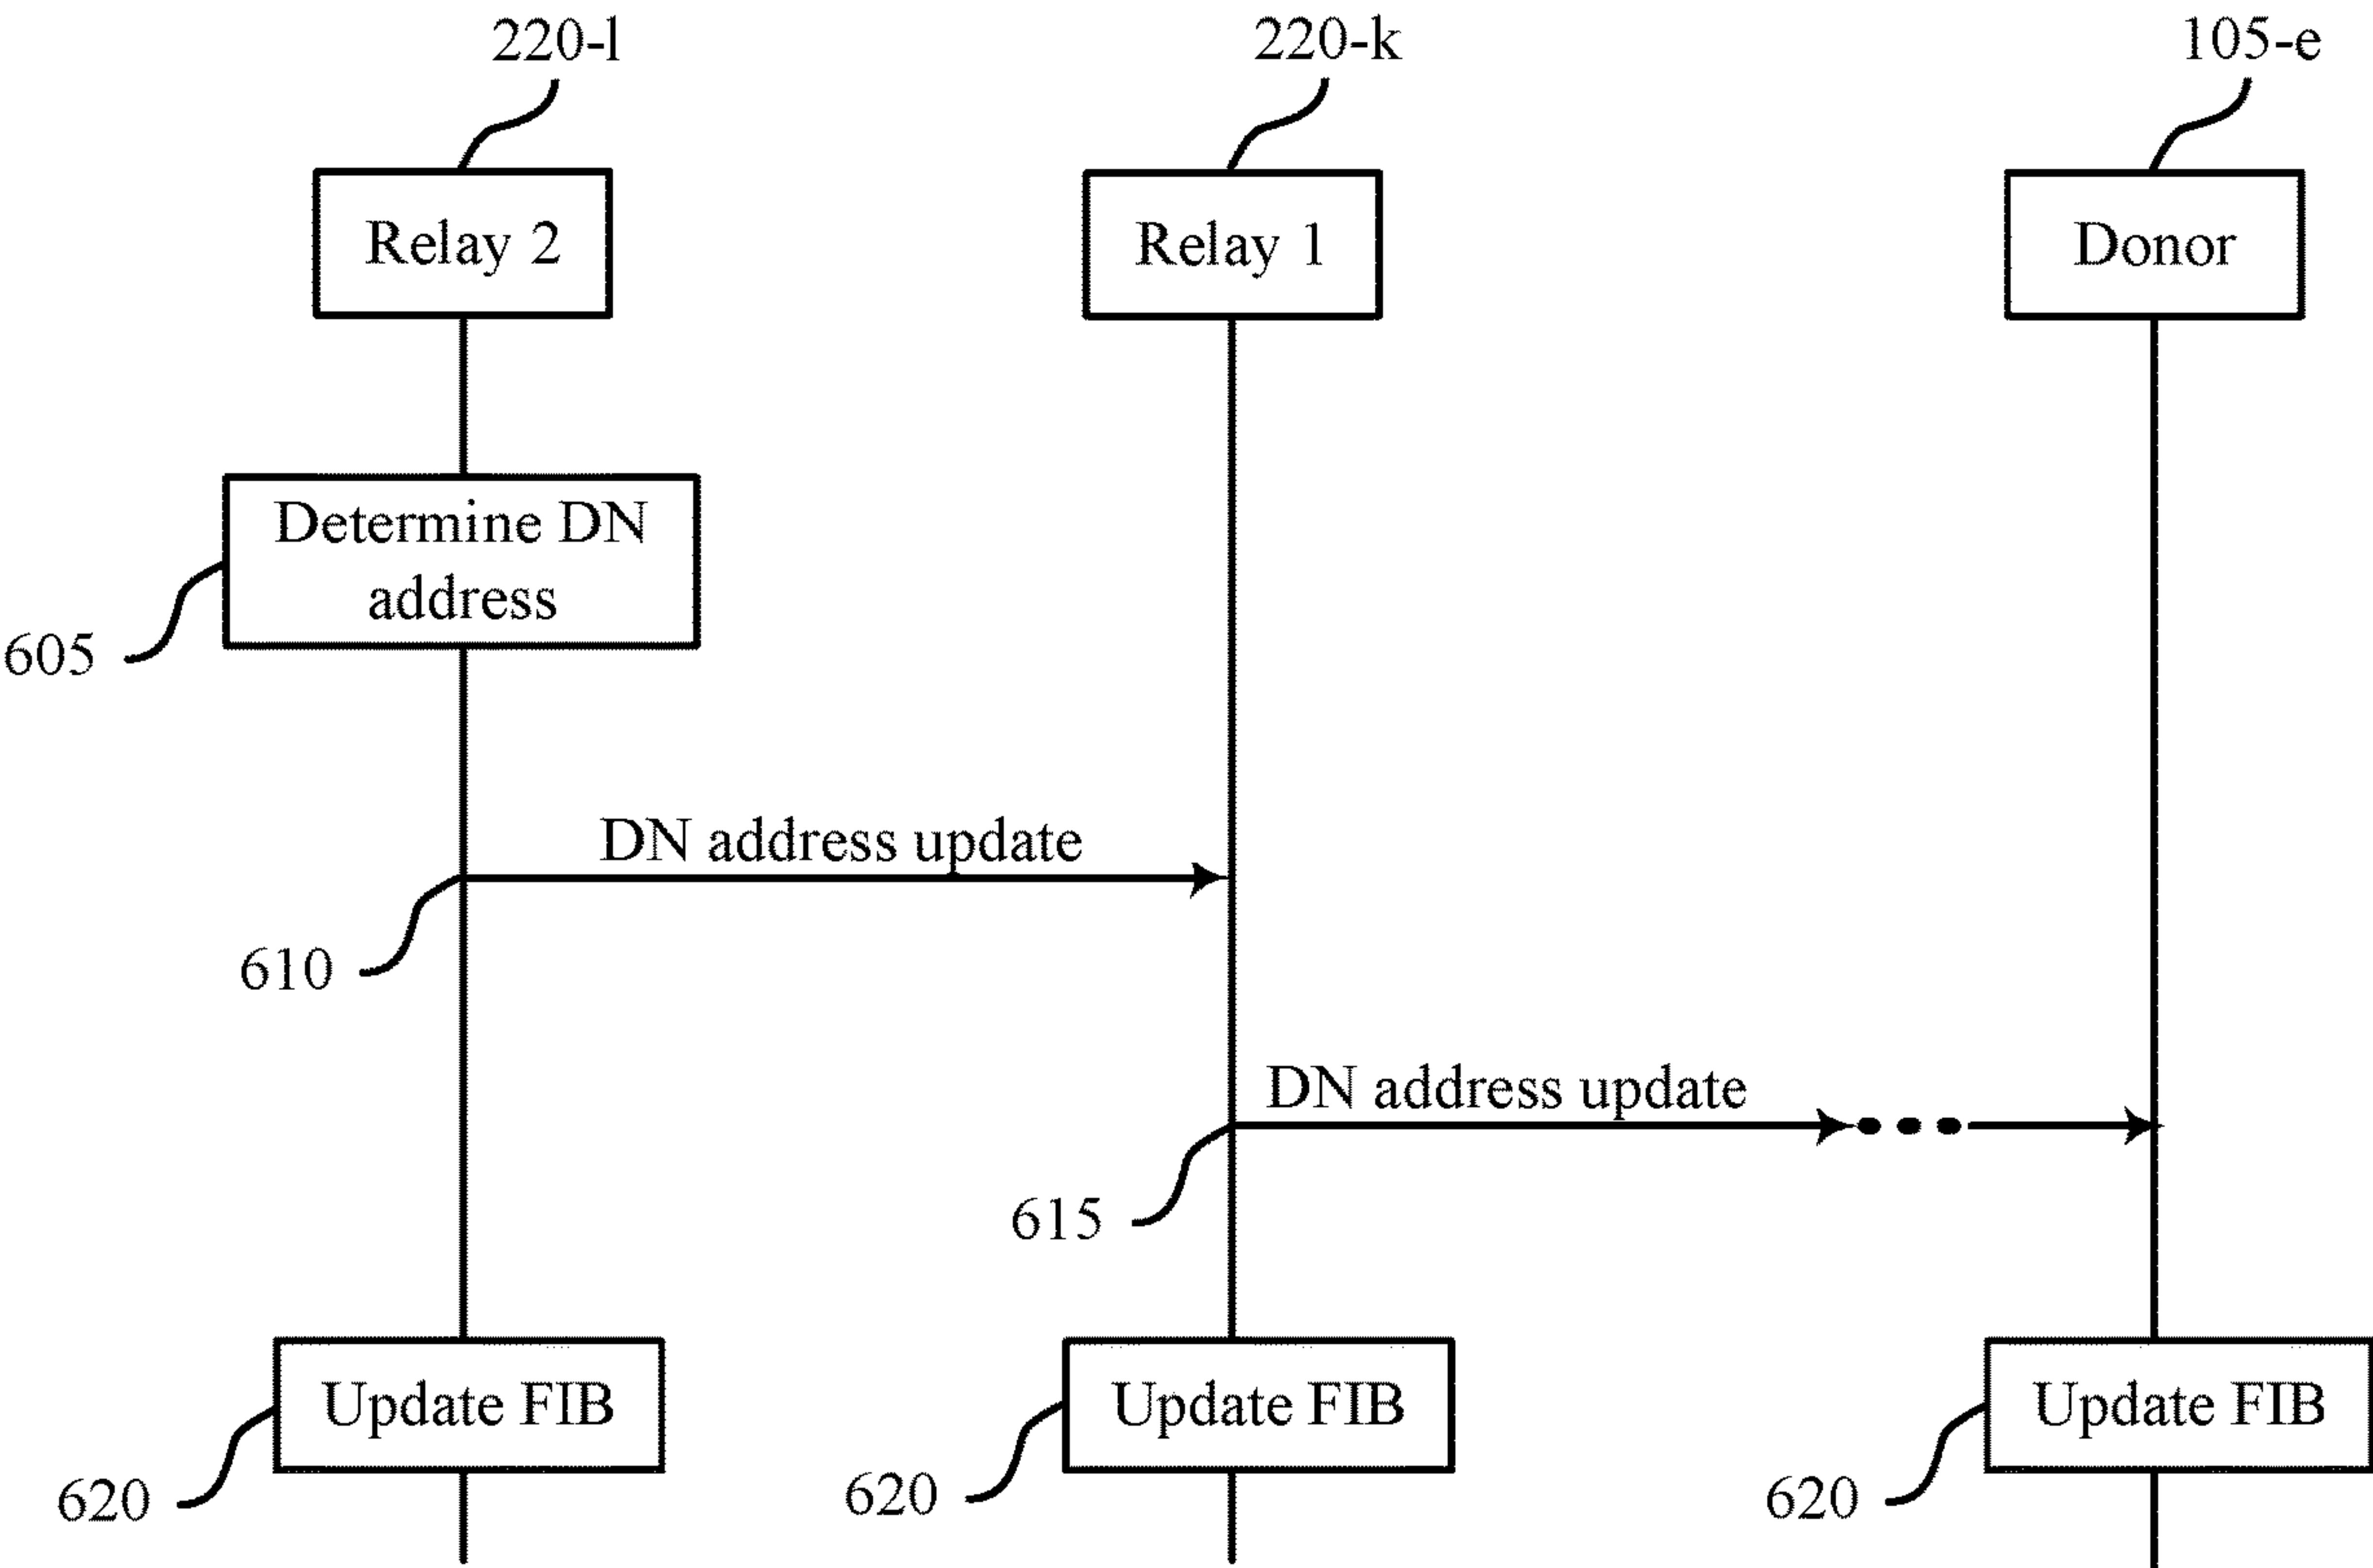 220-l
220-k
105-e
Relay 2
Relay 1
Donor
Determine DN
address
605
DN address update
610
DN address update
615
Update FIB
Update FIB
Update FIB
620
620
620